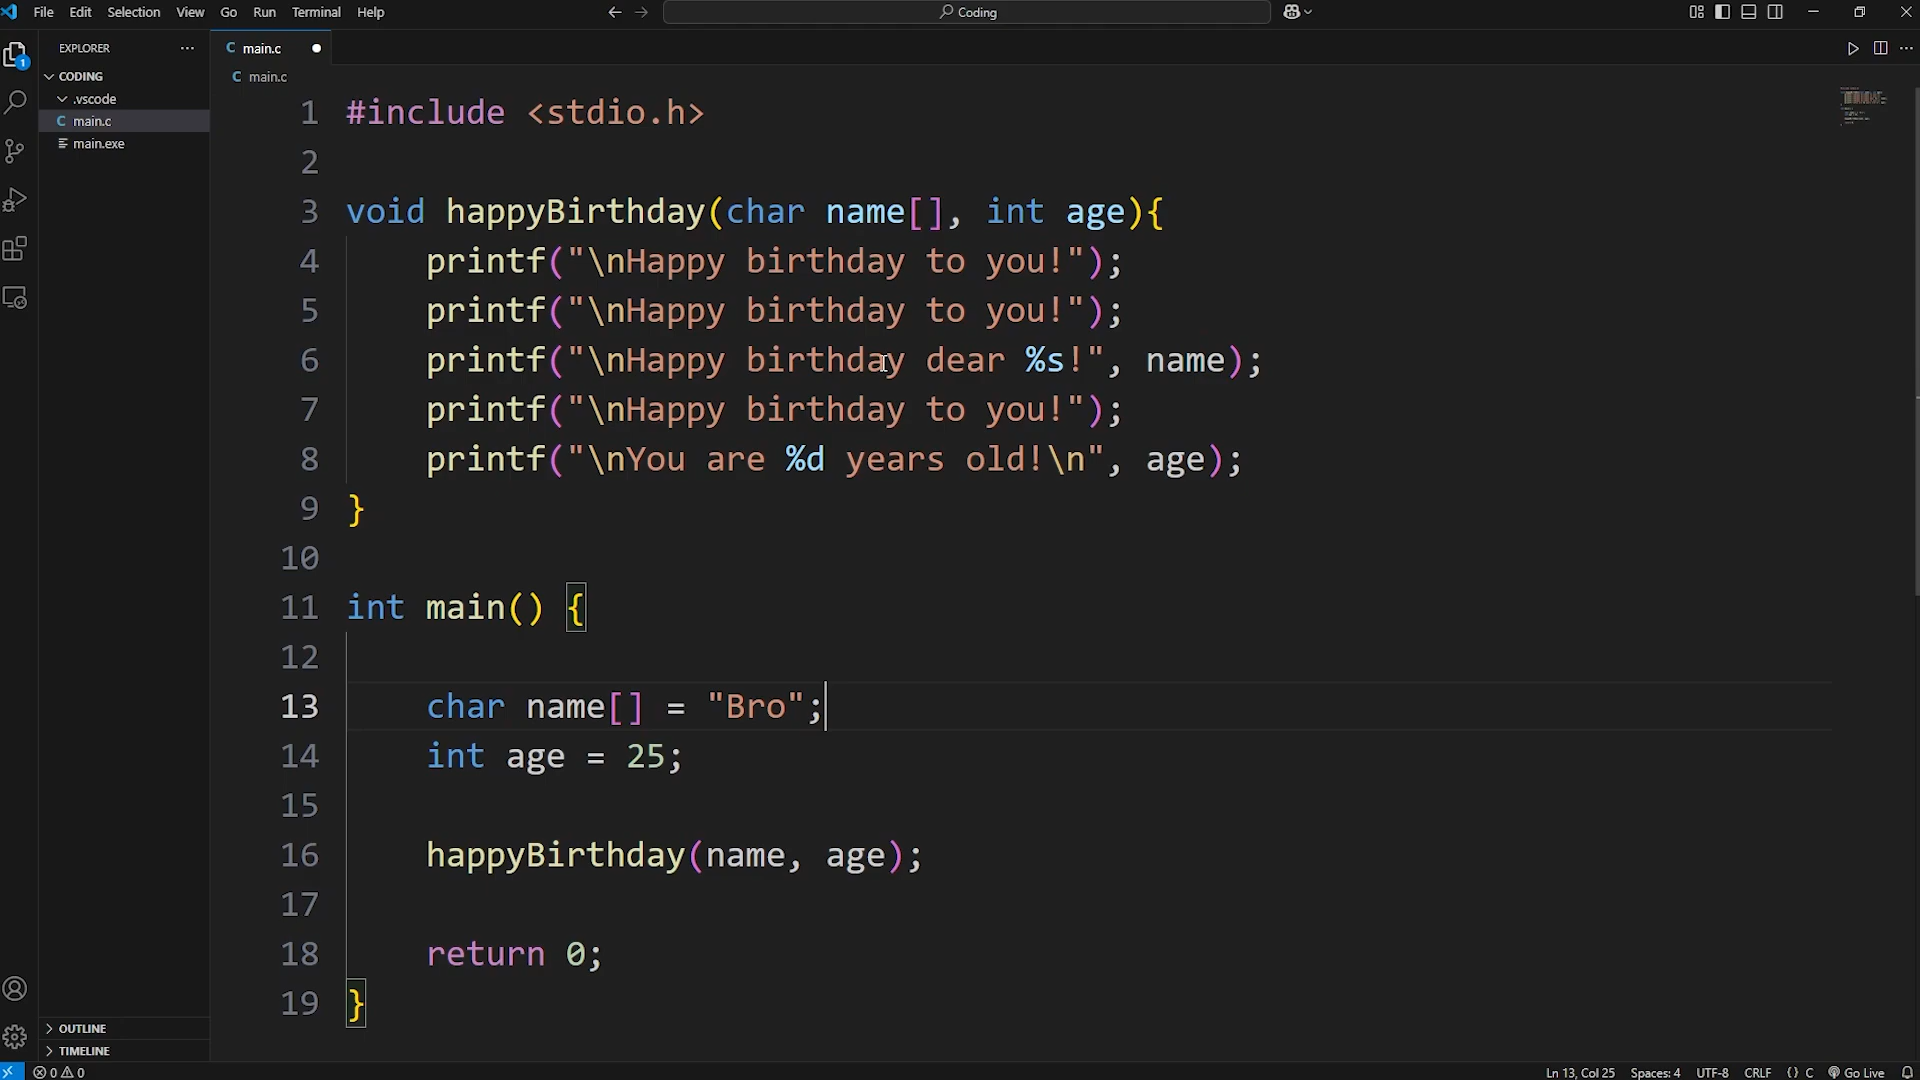 File Edit Selection View Go Run Terminal Help
Coding
EXPLORER
CODING
.vscode
C main.c
main.exe
OUTLINE
TIMELINE
1
C main.c
C main.c
1 #include <stdio.h>
2
3 void happyBirthday(char name[], int age){
4     printf("\nHappy birthday to you!");
5     printf("\nHappy birthday to you!");
6     printf("\nHappy birthday dear %s!", name);
7     printf("\nHappy birthday to you!");
8     printf("\nYou are %d years old!\n", age);
9 }
10
11 int main() {
12
13     char name[] = "Bro";
14     int age = 25;
15
16     happyBirthday(name, age);
17
18     return 0;
19 }
0 0
Ln 13, Col 25 Spaces: 4 UTF-8 CRLF {} C Go Live